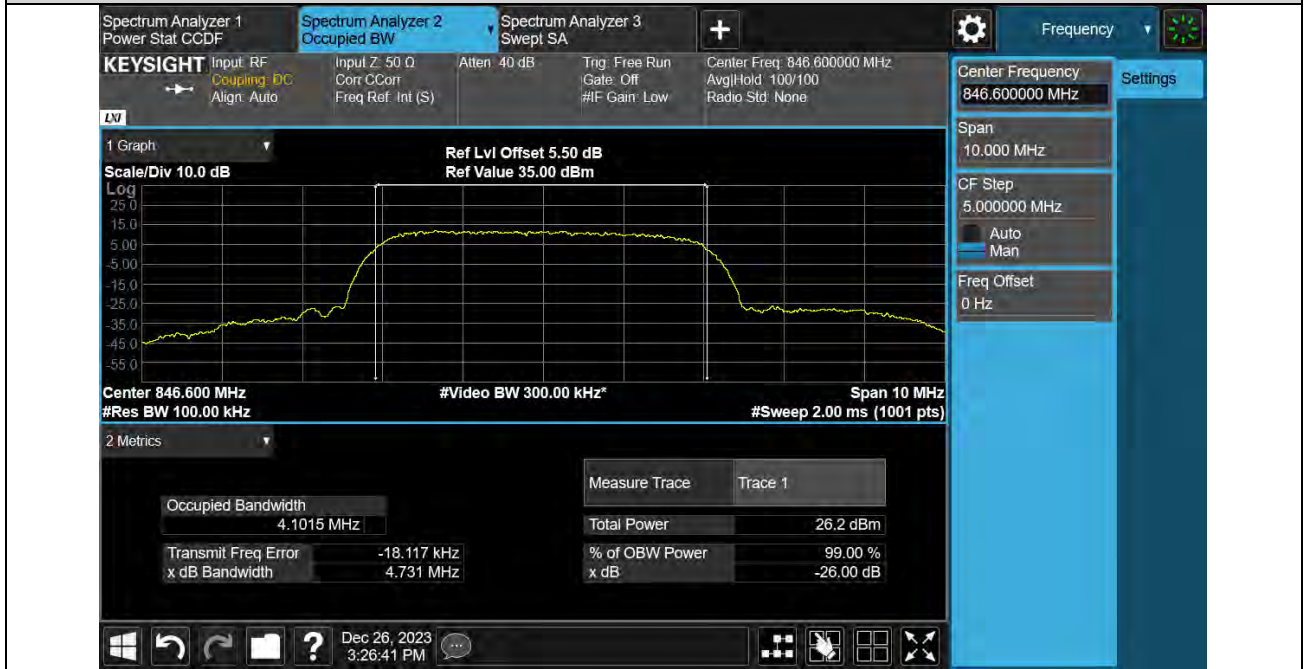 Spectrum Analyzer 1
Power Stat CCDF
Spectrum Analyzer 2
Occupied BW
Spectrum Analyzer 3
Swept SA
+
Frequency
KEYSIGHT
LXI
Input: RF
Coupling: DC
Align: Auto
Input Z: 50 Ω
Corr CCorr
Freq Ref: Int (S)
Atten: 40 dB
Trig: Free Run
Gate: Off
#IF Gain: Low
Center Freq: 846.600000 MHz
Avg|Hold: 100/100
Radio Std: None
Center Frequency
846.600000 MHz
Settings
Span
10.000 MHz
CF Step
5.000000 MHz
Auto
Man
Freq Offset
0 Hz
1 Graph
Scale/Div 10.0 dB
Ref Lvl Offset 5.50 dB
Ref Value 35.00 dBm
Log
25.0
15.0
5.00
-5.00
-15.0
-25.0
-35.0
-45.0
-55.0
Center 846.600 MHz
#Res BW 100.00 kHz
#Video BW 300.00 kHz*
Span 10 MHz
#Sweep 2.00 ms (1001 pts)
2 Metrics
Measure Trace Trace 1
Occupied Bandwidth
4.1015 MHz
Total Power 26.2 dBm
Transmit Freq Error -18.117 kHz
% of OBW Power 99.00 %
x dB Bandwidth 4.731 MHz
x dB -26.00 dB
?
Dec 26, 2023
3:26:41 PM